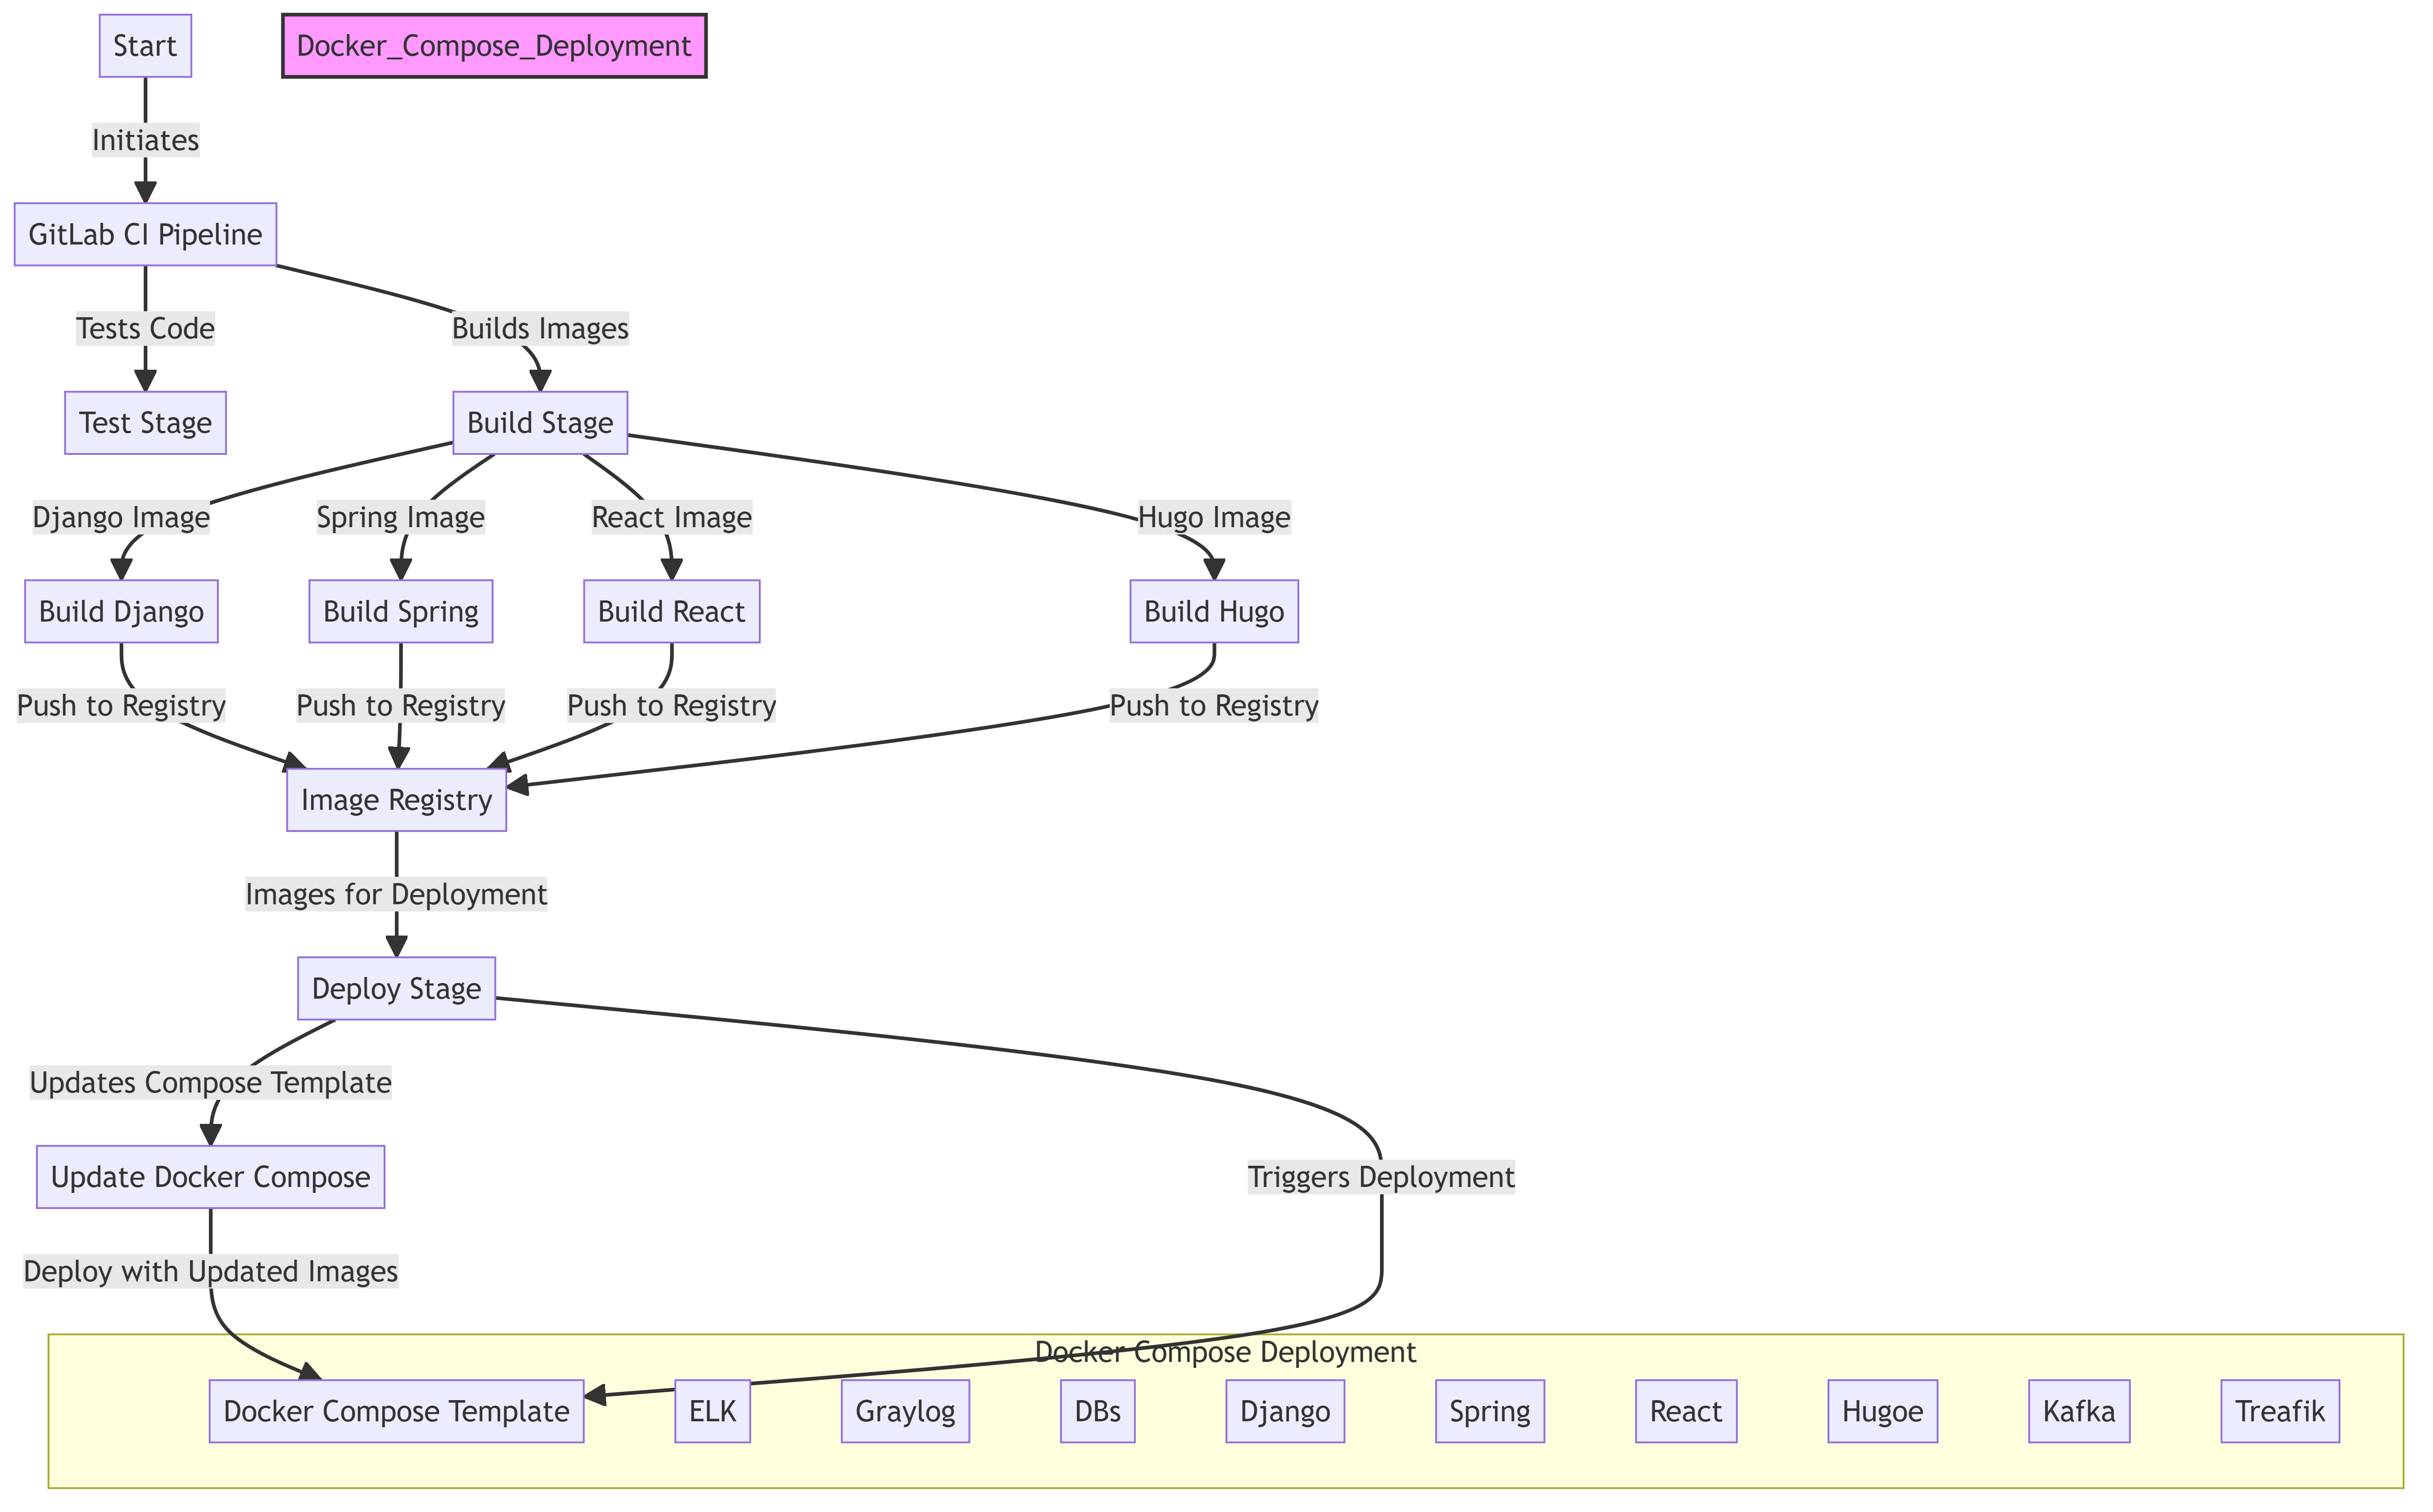 Start
Docker_Compose_Deployment
Initiates
GitLab CI Pipeline
Tests Code
Builds Images
Test Stage
Build Stage
Django Image
Spring Image
React Image
Hugo Image
Build Django
Build Spring
Build React
Build Hugo
Push to Registry
Push to Registry
Push to Registry
Push to Registry
Image Registry
Images for Deployment
Deploy Stage
Updates Compose Template
Update Docker Compose
Triggers Deployment
Deploy with Updated Images
Docker Compose Deployment
Docker Compose Template
ELK
Graylog
DBs
Django
Spring
React
Hugoe
Kafka
Treafik